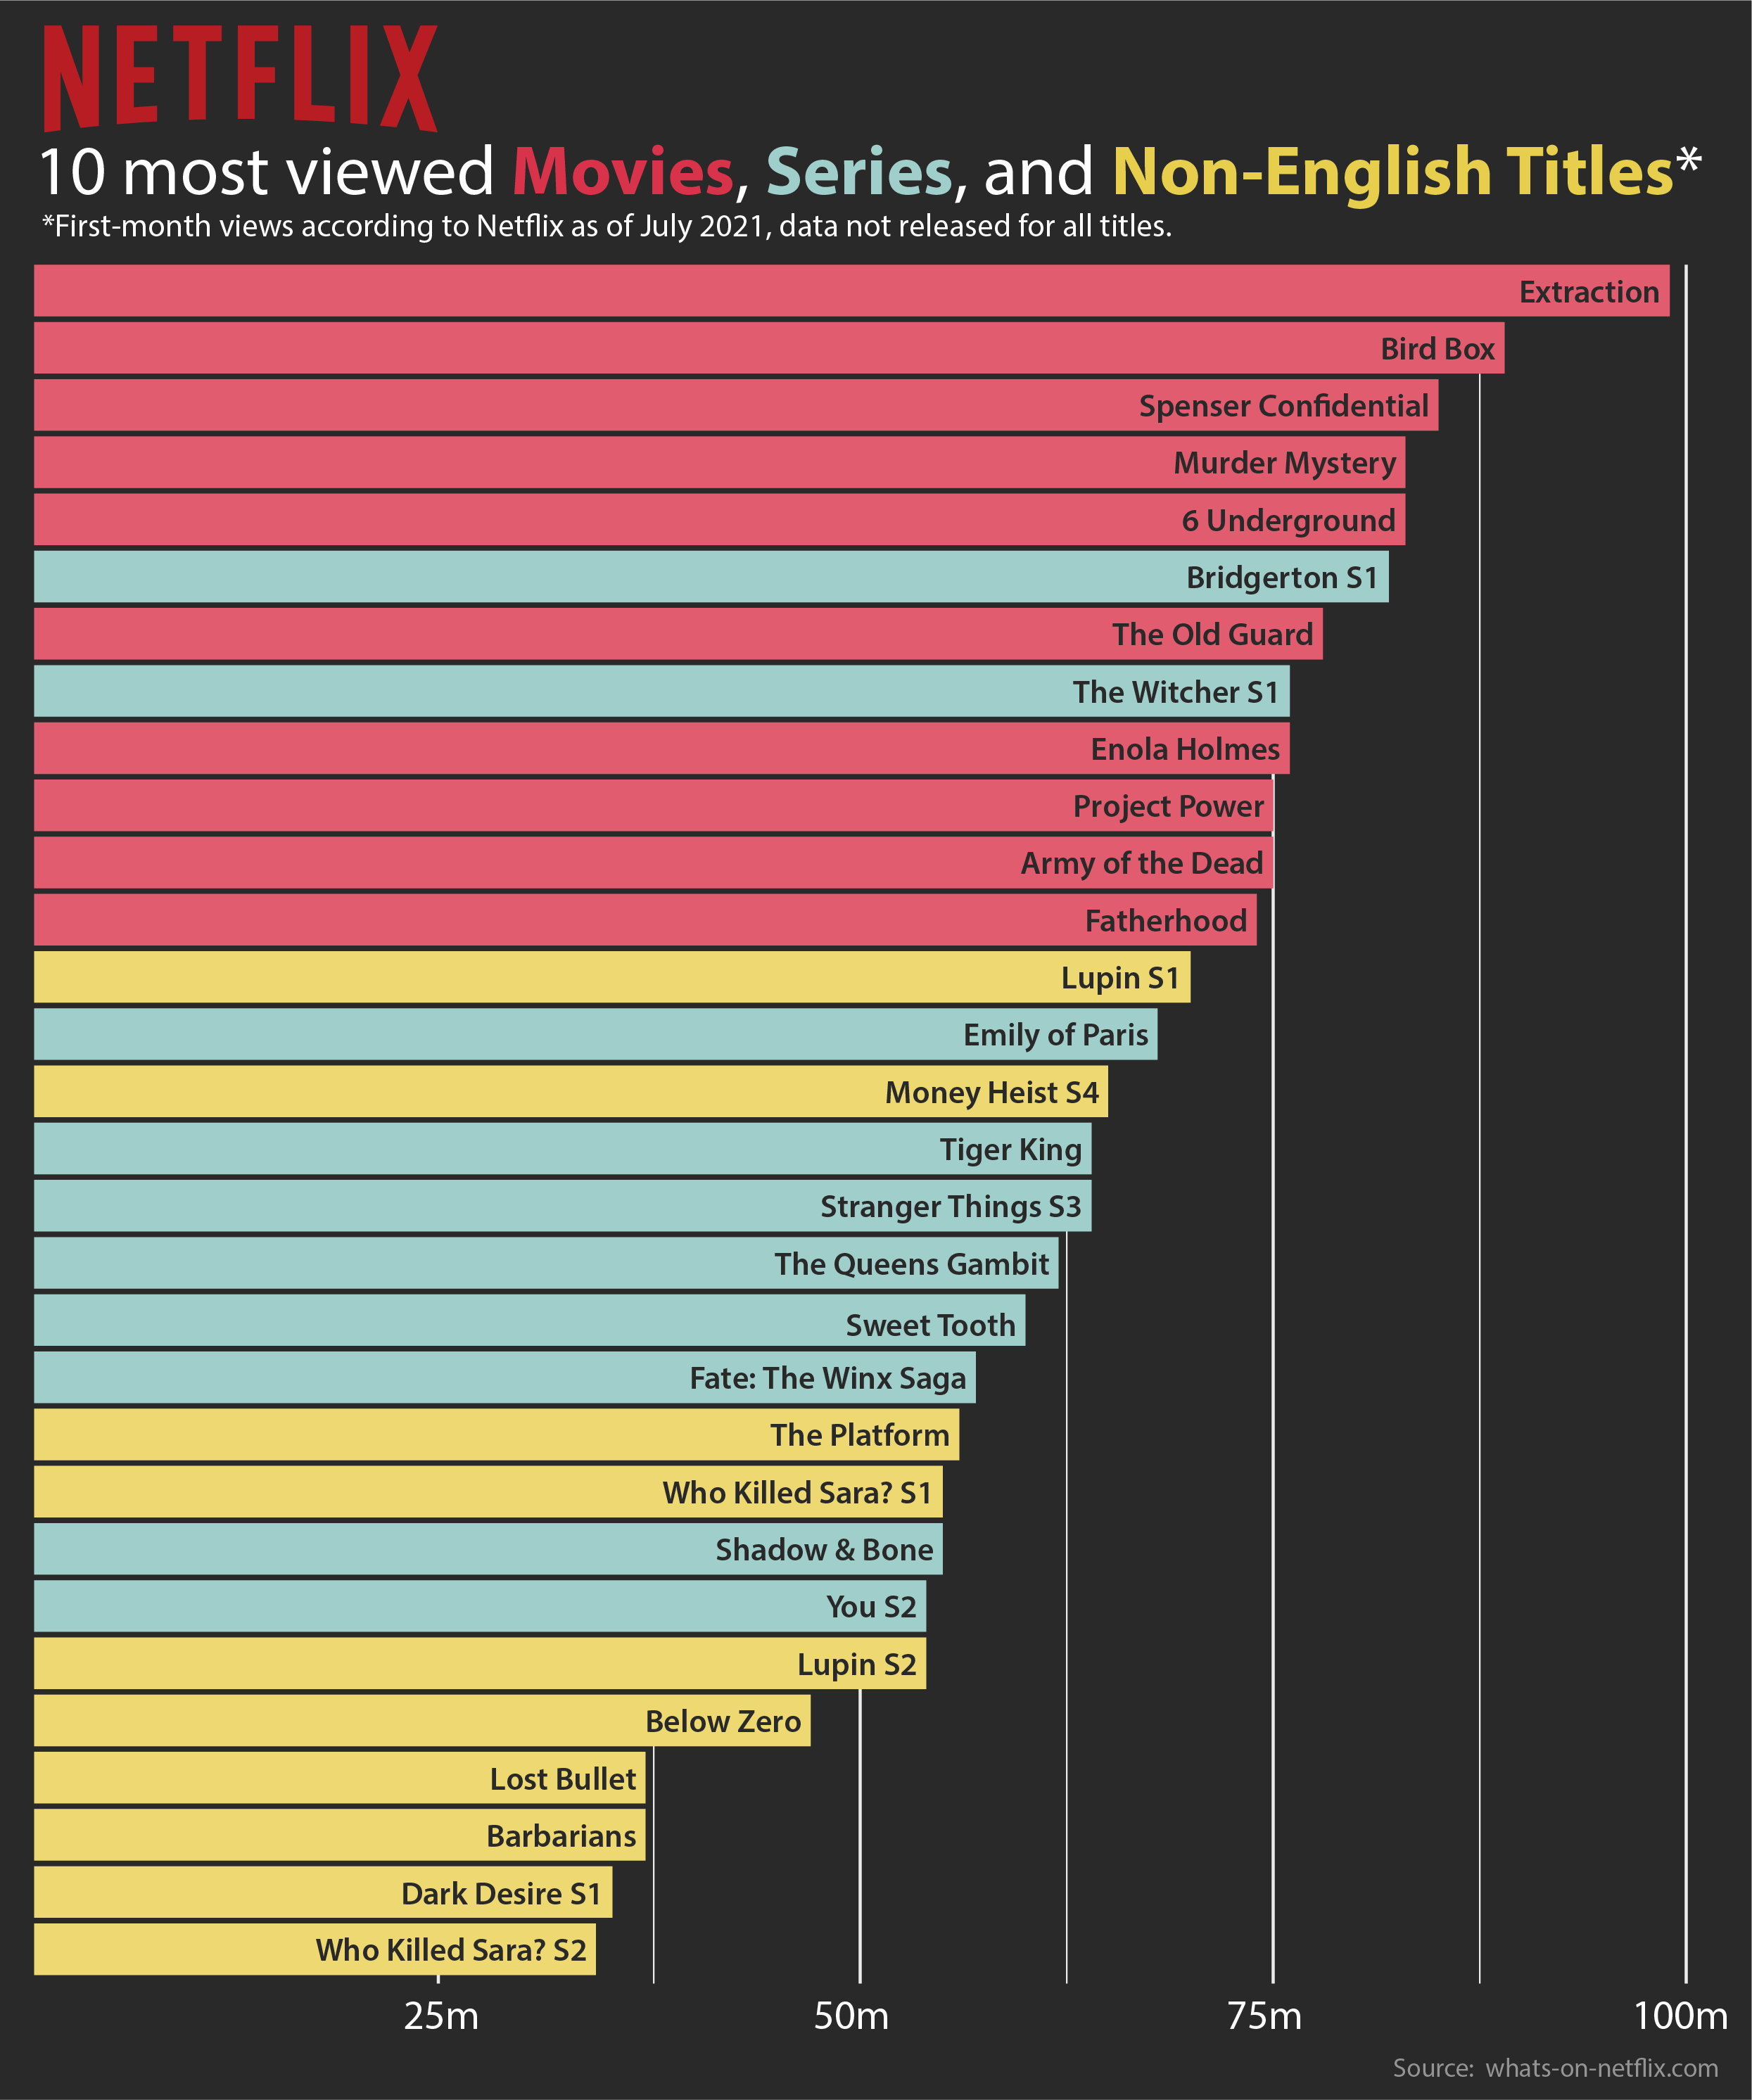 NETFLIX
10 most viewed Movies, Series, and Non-English Titles*
*First-month views according to Netflix as of July 2021, data not released for all titles.
Extraction
Bird Box
Spenser Confidential
Murder Mystery
6 Underground
Bridgerton S1
The Old Guard
The Witcher S1
Enola Holmes
Project Power
Army of the Dead
Fatherhood
Lupin S1
Emily of Paris
Money Heist S4
Tiger King
Stranger Things S3
The Queens Gambit
Sweet Tooth
Fate: The Winx Saga
The Platform
Who Killed Sara? S1
Shadow & Bone
You S2
Lupin S2
Below Zero
Lost Bullet
Barbarians
Dark Desire S1
Who Killed Sara? S2
25m 50m 75m 100m
Source: whats-on-netflix.com